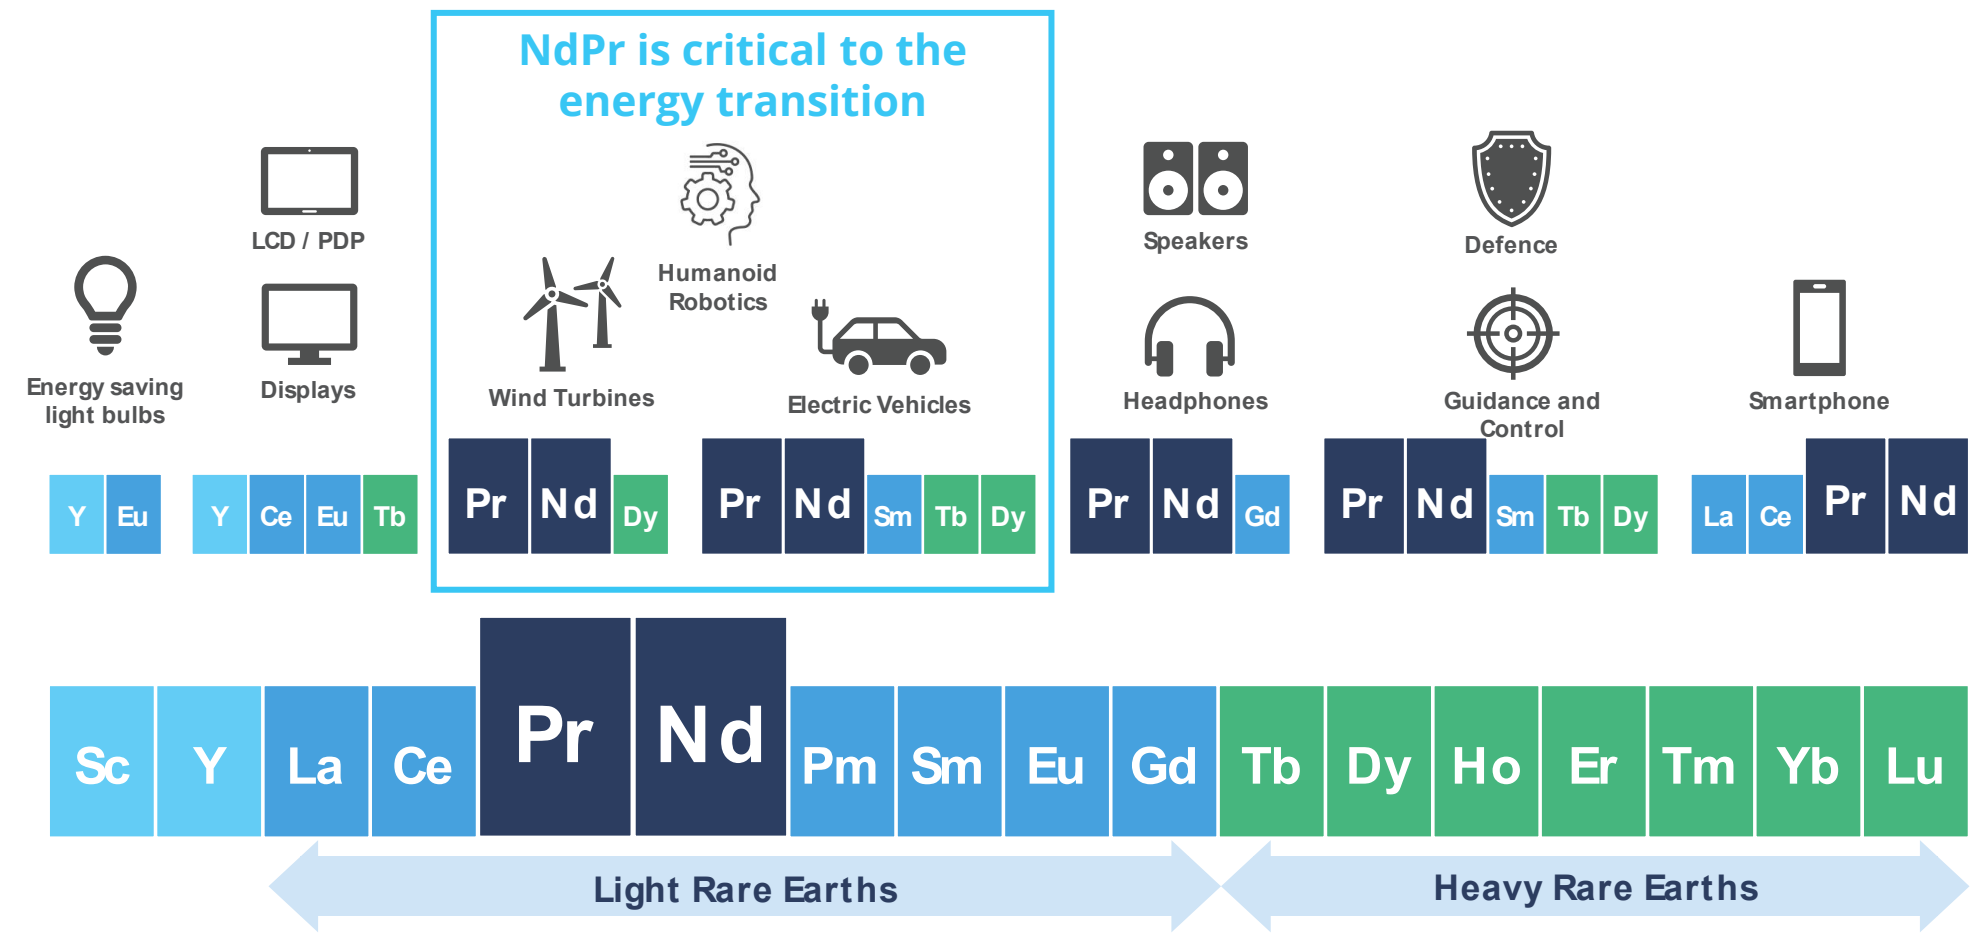 NdPr is critical to the
energy transition
LCD / PDP
Speakers
Defence
Humanoid
Robotics
Energy saving
light bulbs
Displays
Wind Turbines
Electric Vehicles
Headphones
Guidance and
Control
Smartphone
Y Eu
Y Ce Eu Tb
Pr Nd Dy
Pr Nd Sm Tb Dy
Pr Nd Gd
Pr Nd Sm Tb Dy
La Ce Pr Nd
Sc Y La Ce Pr Nd Pm Sm Eu Gd Tb Dy Ho Er Tm Yb Lu
Light Rare Earths
Heavy Rare Earths